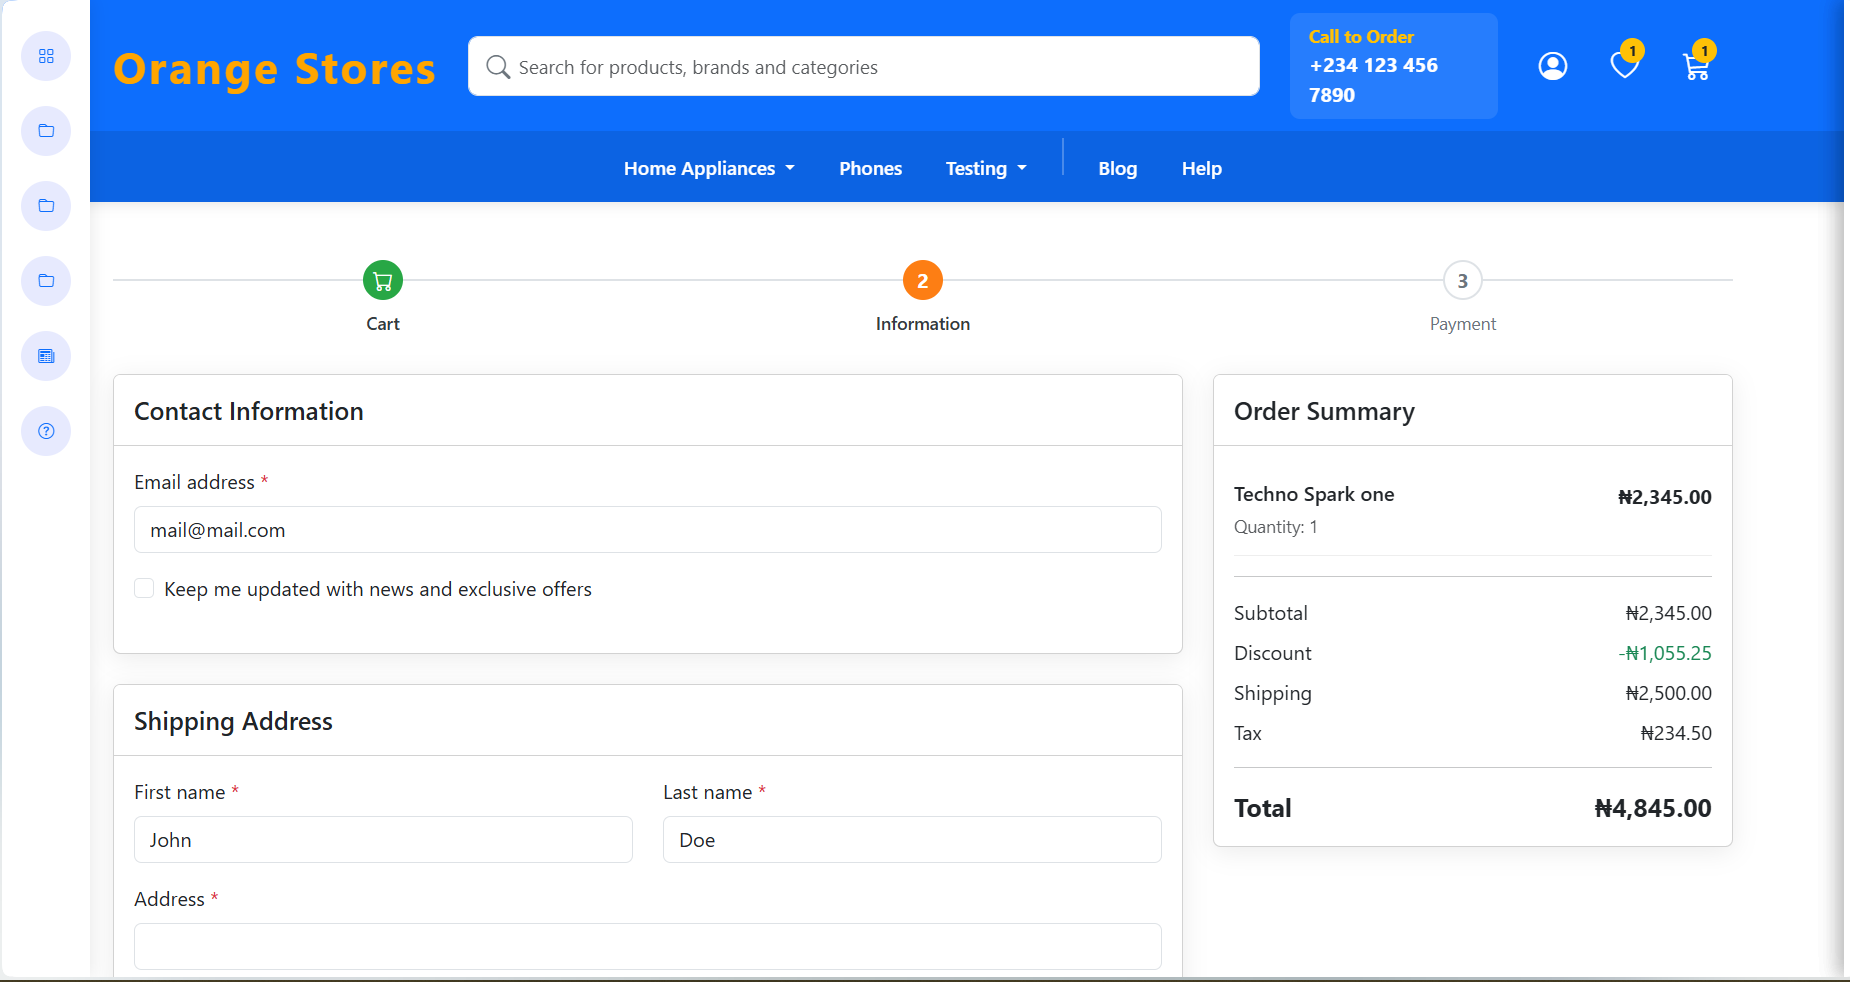 Orange Stores
Search for products, brands and categories
Call to Order
+234 123 456
7890
1
1
Home Appliances
Phones
Testing
Blog
Help
2
3
Cart
Information
Payment
Contact Information
Email address *
mail@mail.com
Keep me updated with news and exclusive offers
Shipping Address
First name *
Last name *
John
Doe
Address *
Order Summary
Techno Spark one ₦2,345.00
Quantity: 1
Subtotal ₦2,345.00
Discount -₦1,055.25
Shipping ₦2,500.00
Tax ₦234.50
Total ₦4,845.00